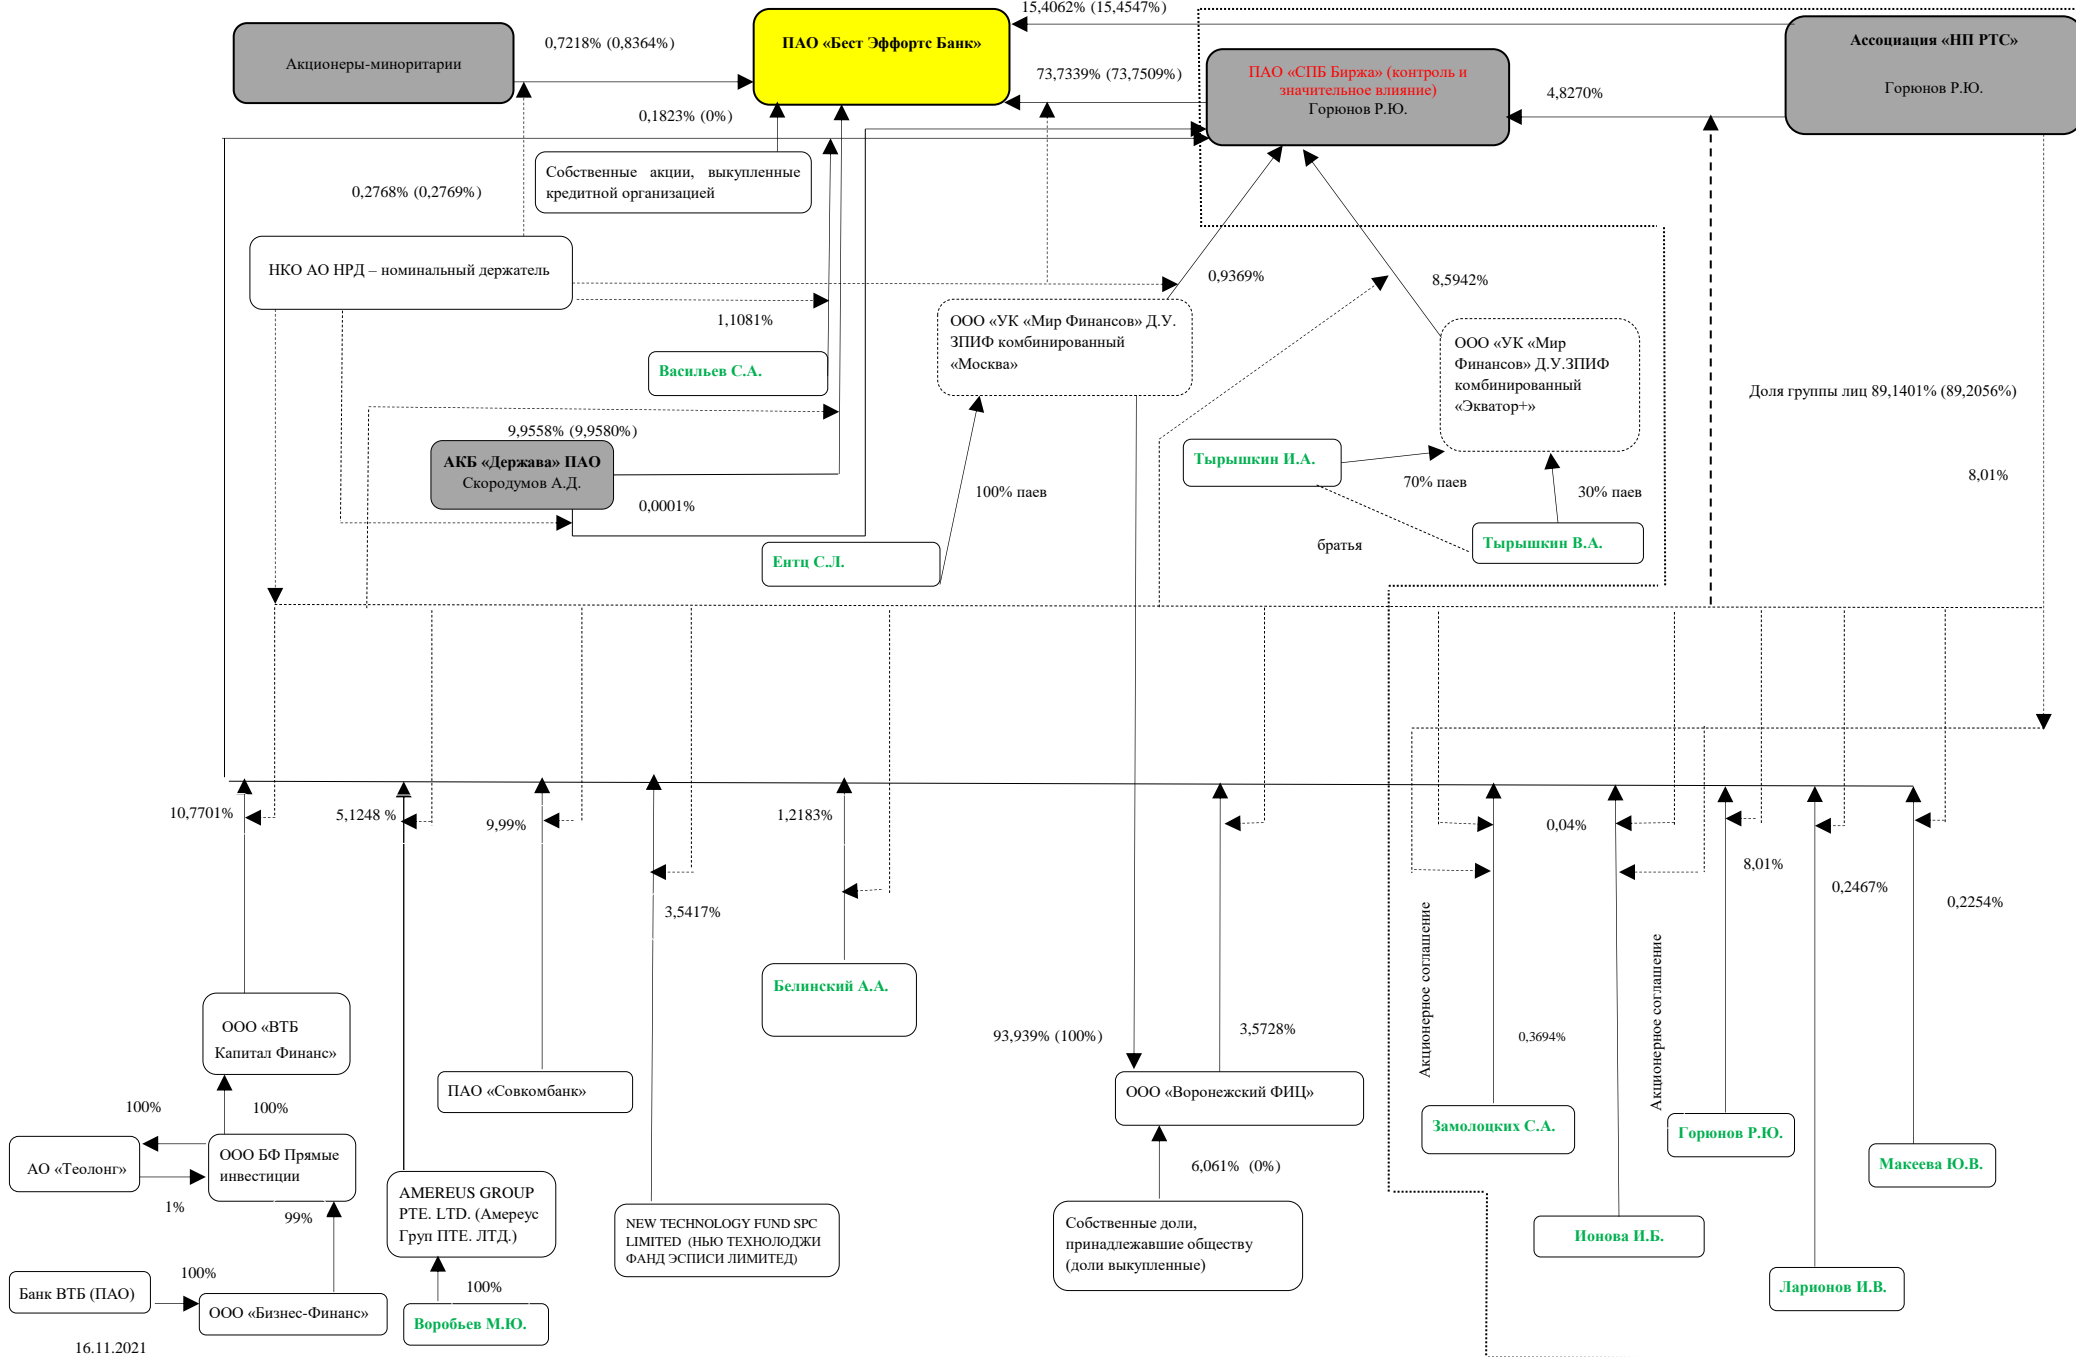 15,4062% (15,4547%)
0,7218% (0,8364%)
ПАО «Бест Эффортс Банк»
Ассоциация «НП РТС»
Горюнов Р.Ю.
Акционеры-миноритарии
73,7339% (73,7509%)
ПАО «СПБ Биржа» (контроль и
значительное влияние)
Горюнов Р.Ю.
4,8270%
0,1823% (0%)
Собственные акции, выкупленные
кредитной организацией
0,2768% (0,2769%)
НКО АО НРД – номинальный держатель
0,9369%
8,5942%
1,1081%
ООО «УК «Мир Финансов» Д.У.
ЗПИФ комбинированный
«Москва»
ООО «УК «Мир
Финансов» Д.У.ЗПИФ
комбинированный
«Экватор+»
Васильев С.А.
Доля группы лиц 89,1401% (89,2056%)
9,9558% (9,9580%)
АКБ «Держава» ПАО
Скородумов А.Д.
0,0001%
Тырышкин И.А.
70% паев
30% паев
100% паев
8,01%
Тырышкин В.А.
братья
Ентц С.Л.
10,7701%
5,1248 %
9,99%
1,2183%
0,04%
8,01%
0,2467%
0,2254%
3,5417%
Акционерное соглашение
Акционерное соглашение
Белинский А.А.
93,939% (100%)
3,5728%
0,3694%
ООО «ВТБ
Капитал Финанс»
ПАО «Совкомбанк»
ООО «Воронежский ФИЦ»
100%
100%
Замолоцких С.А.
Горюнов Р.Ю.
Макеева Ю.В.
АО «Теолонг»
ООО БФ Прямые
инвестиции
1%
99%
6,061% (0%)
AMEREUS GROUP
PTE. LTD. (Амереус
Груп ПТЕ. ЛТД.)
NEW TECHNOLOGY FUND SPC
LIMITED (НЬЮ ТЕХНОЛОДЖИ
ФАНД ЭСПИСИ ЛИМИТЕД)
Собственные доли,
принадлежавшие обществу
(доли выкупленные)
Ионова И.Б.
Ларионов И.В.
100%
100%
Банк ВТБ (ПАО)
ООО «Бизнес-Финанс»
Воробьев М.Ю.
16.11.2021